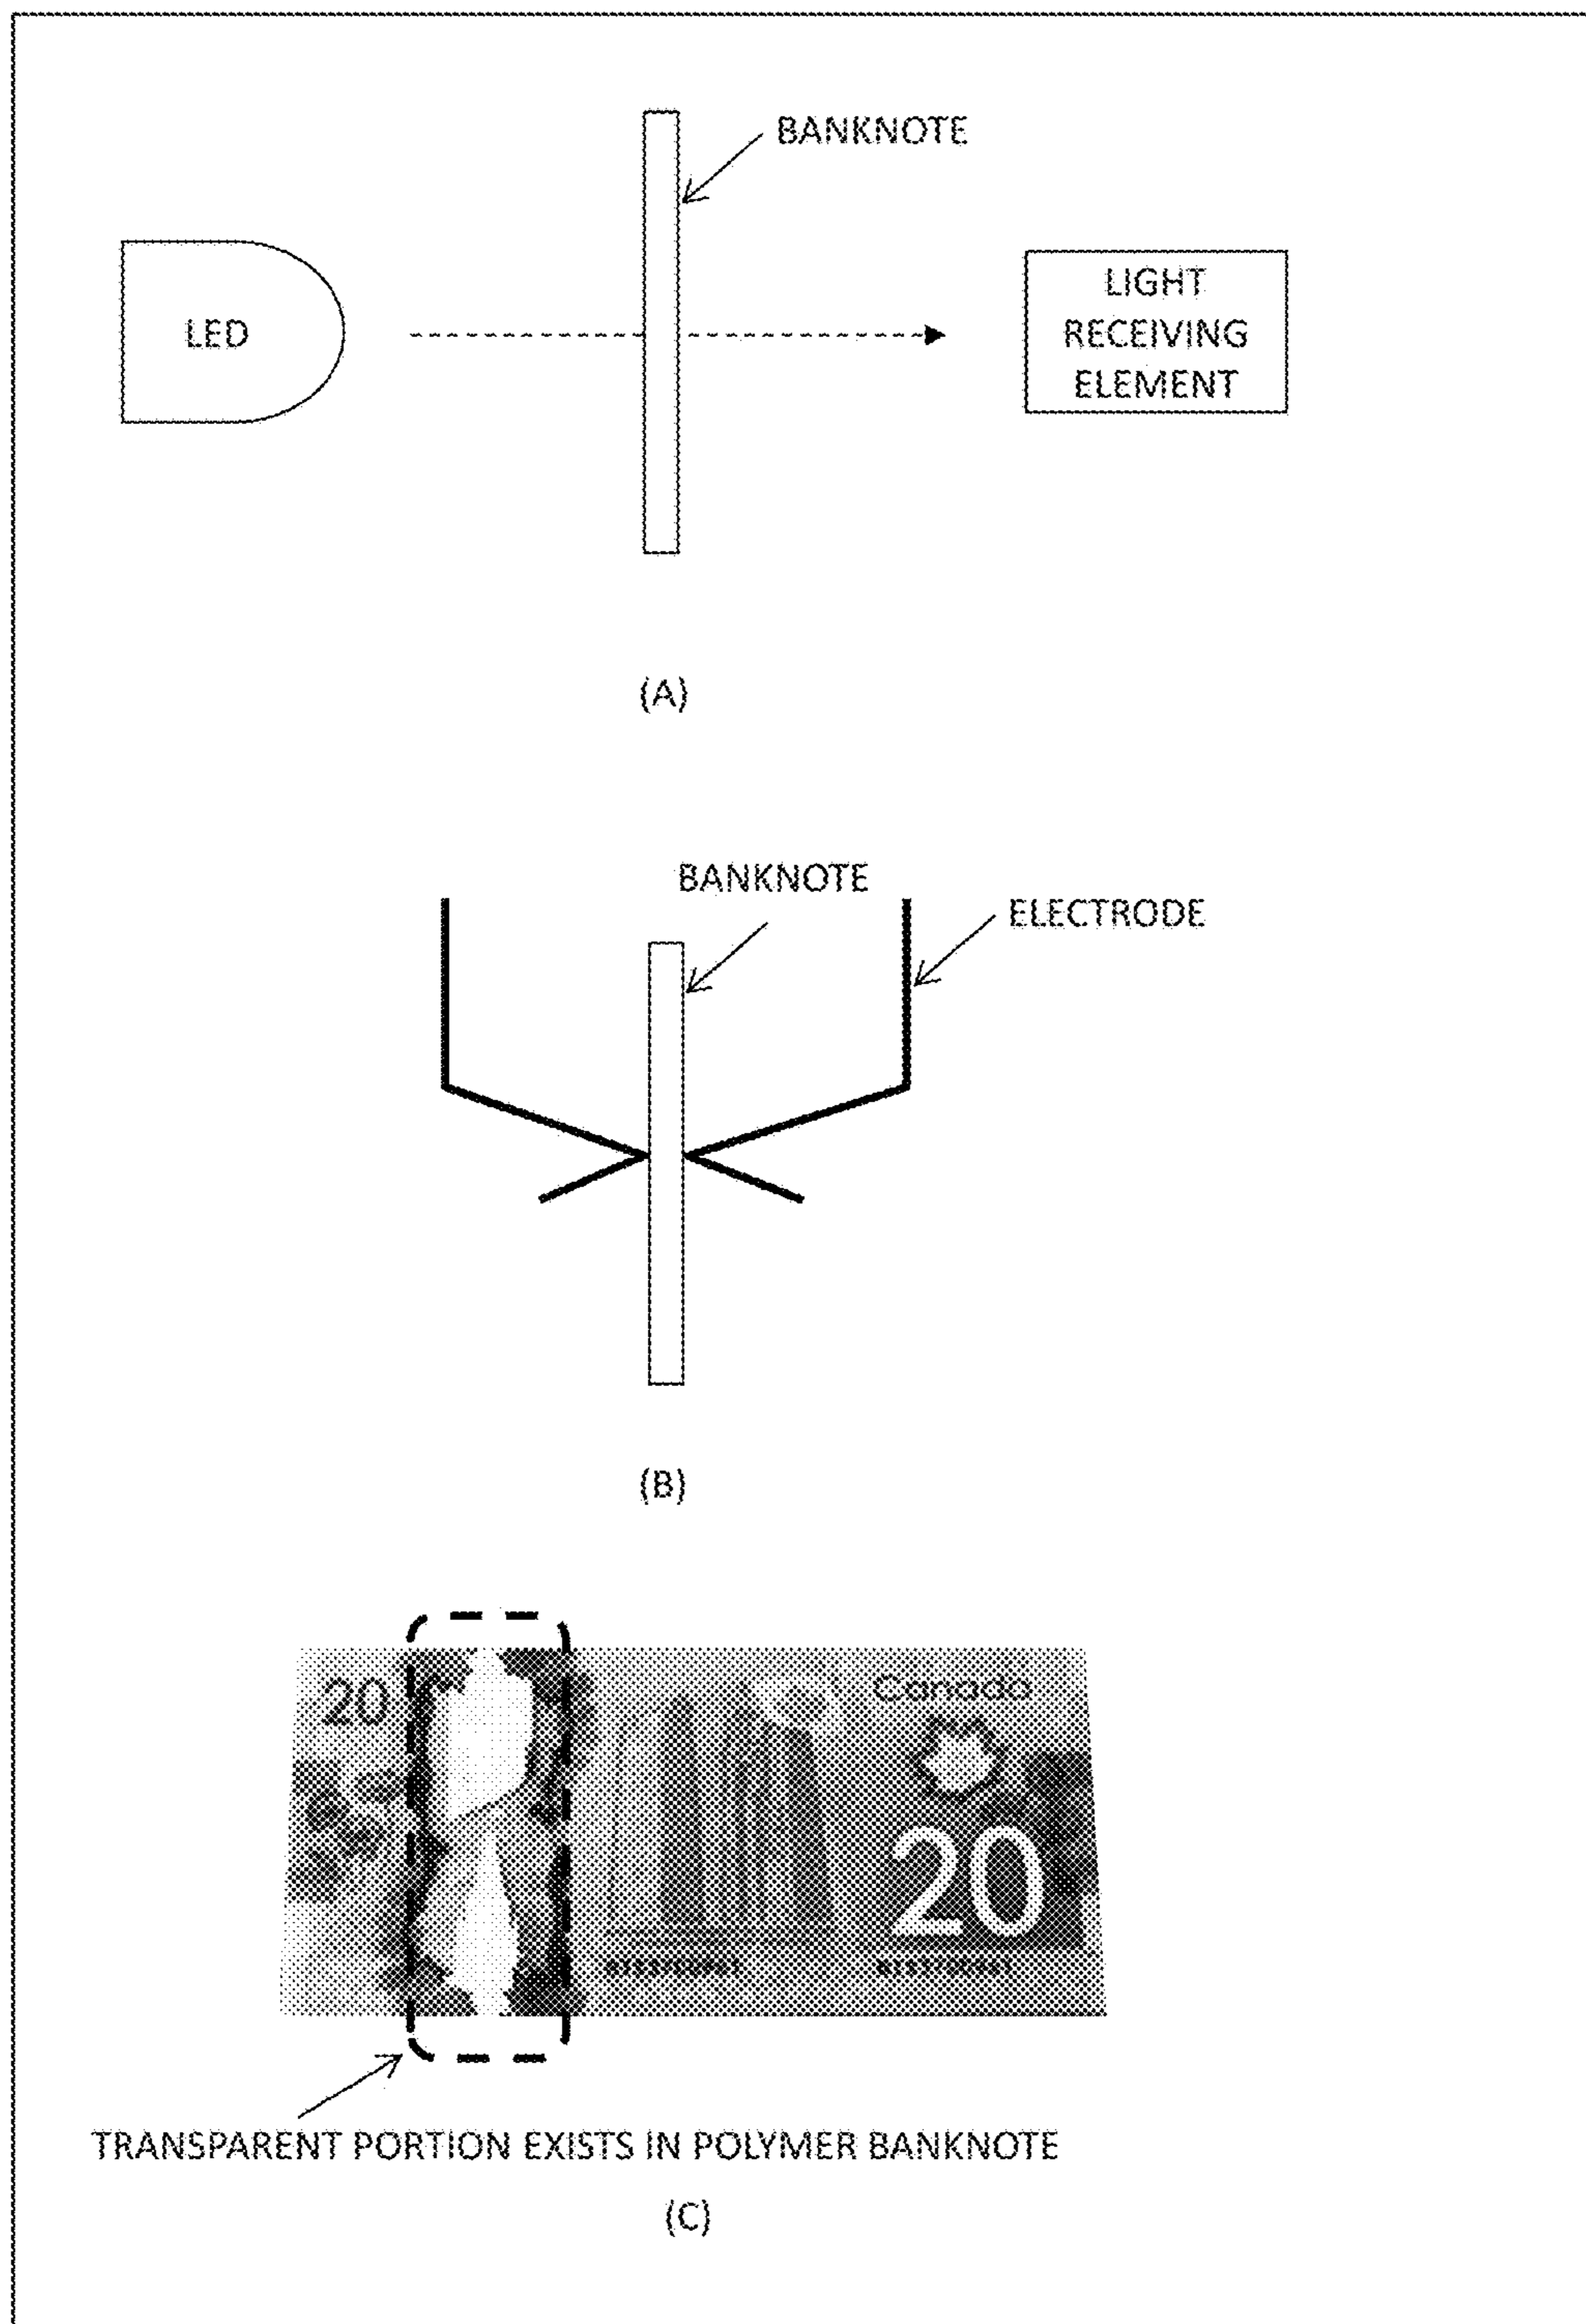 BANKNOTE
LED
LIGHT
RECEIVING
ELEMENT
(A)
BANKNOTE
ELECTRODE
(B)
20
Canada
20
TRANSPARENT PORTION EXISTS IN POLYMER BANKNOTE
(C)